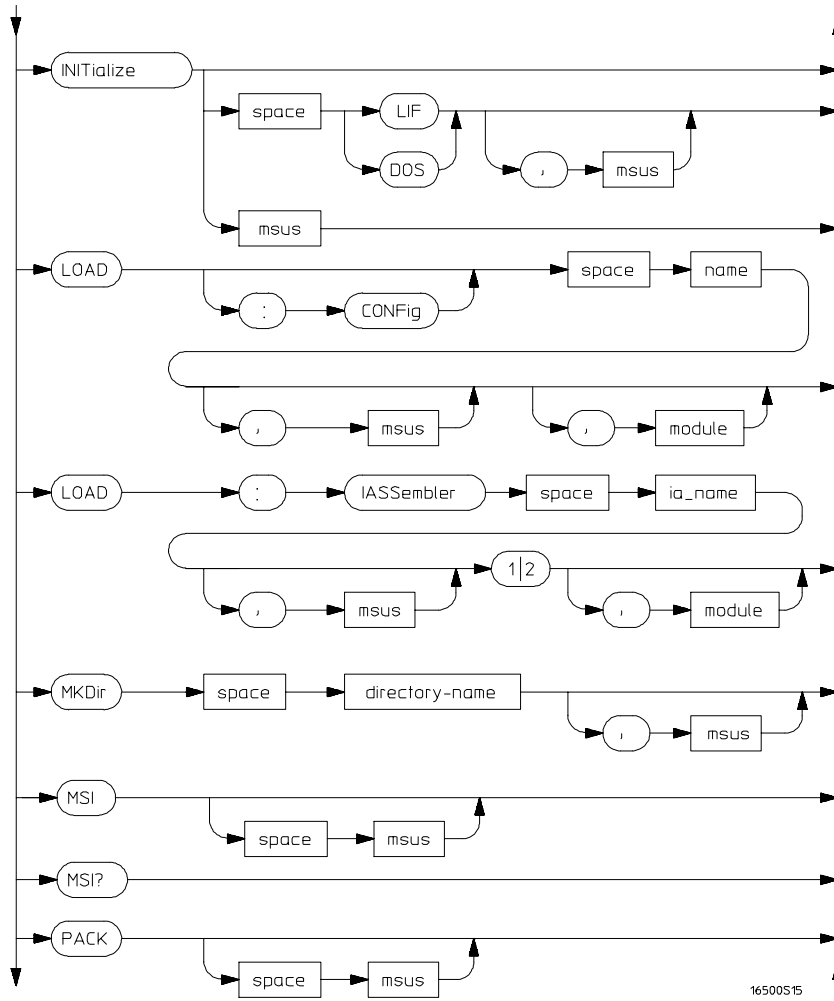 INITialize
space LIF
DOS , msus
msus
LOAD space name
: CONFig
, msus , module
LOAD : IASSembler space ia_name
1|2
, msus , module
MKDir space directory-name
, msus
MSI
space msus
MSI?
PACK
space msus
16500S15